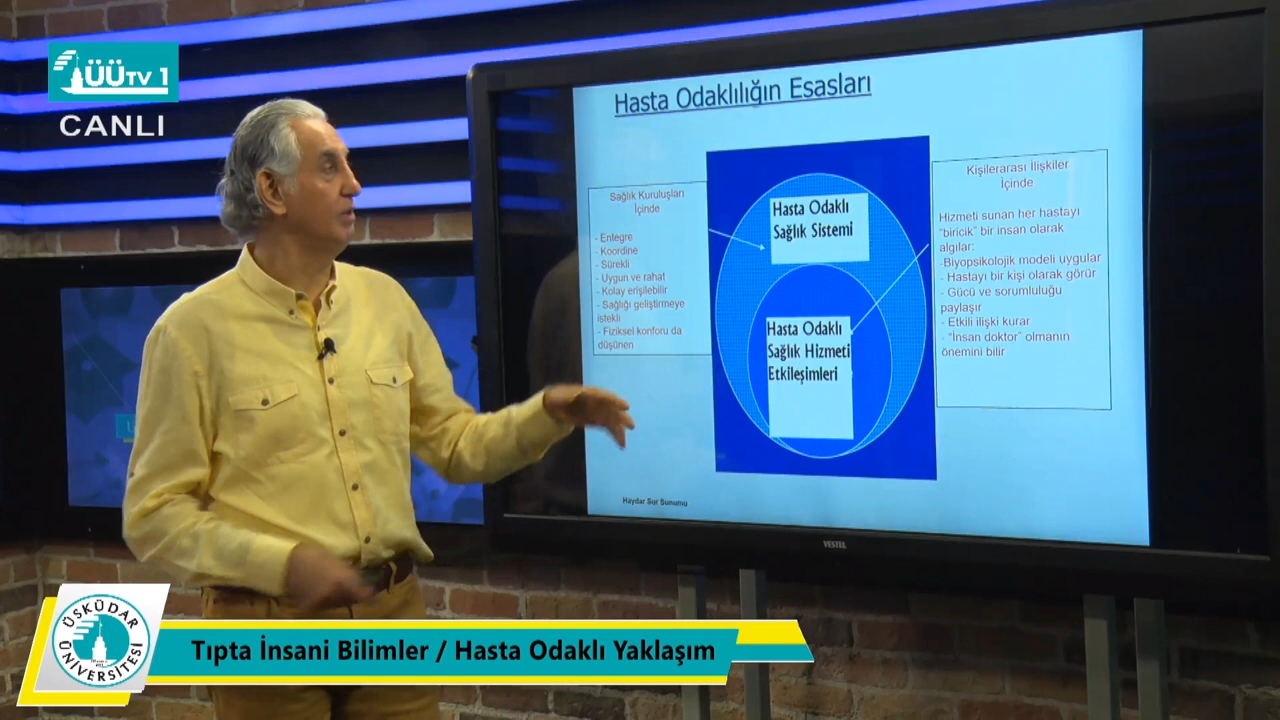 ÜÜTV 1
CANLI
Hasta Odaklılığın Esasları
Sağlık Kuruluşları
İçinde
- Entegre
- Koordine
- Sürekli
- Uygun ve rahat
- Kolay erişilebilir
- Sağlığı geliştirmeye
istekli
- Fiziksel konforu da
düşünen
Hasta Odaklı
Sağlık Sistemi
Hasta Odaklı
Sağlık Hizmeti
Etkileşimleri
Kişilerarası İlişkiler
İçinde
Hizmeti sunan her hastayı
“biricik” bir insan olarak
algılar:
- Biyopsikolojik modeli uygular
- Hastayı bir kişi olarak görür
- Gücü ve sorumluluğu
paylaşır
- Etkili ilişki kurar
- “İnsan doktor” olmanın
önemini bilir
Haydar Sur Sunumu
VESTEL
ÜSKÜDAR
ÜNİVERSİTESİ
Tıpta İnsani Bilimler / Hasta Odaklı Yaklaşım